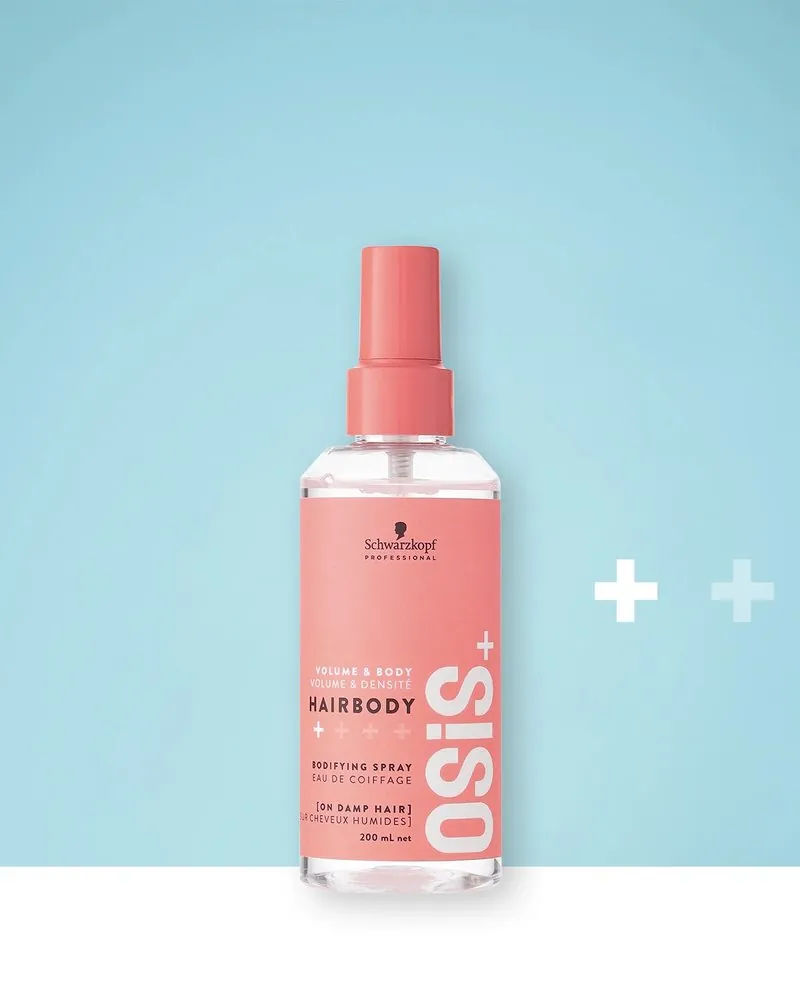 Schwarzkopf
PROFESSIONAL
VOLUME & BODY
VOLUME & DENSITÉ
HAIRBODY
+ + + +
BODIFYING SPRAY
EAU DE COIFFAGE
[ON DAMP HAIR]
CHEVEUX HUMIDES]
200 mL net
OSiS+
+ +